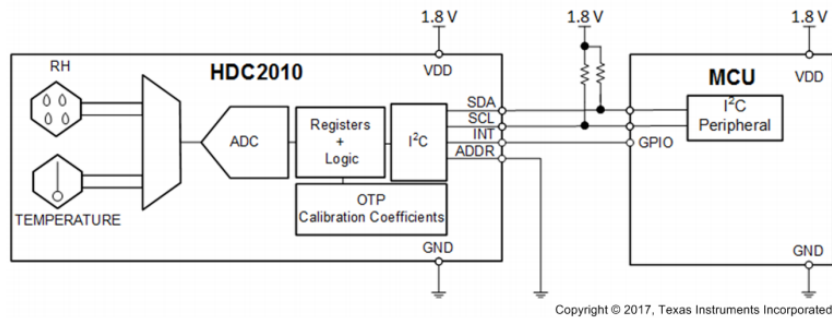 1.8 V
1.8 V
1.8 V
RH
HDC2010
VDD
MCU
VDD
SDA
SCL
INT
ADDR
I²C
Peripheral
ADC
Registers
+
Logic
I²C
GPIO
TEMPERATURE
OTP
Calibration Coefficients
GND
GND
Copyright © 2017, Texas Instruments Incorporated